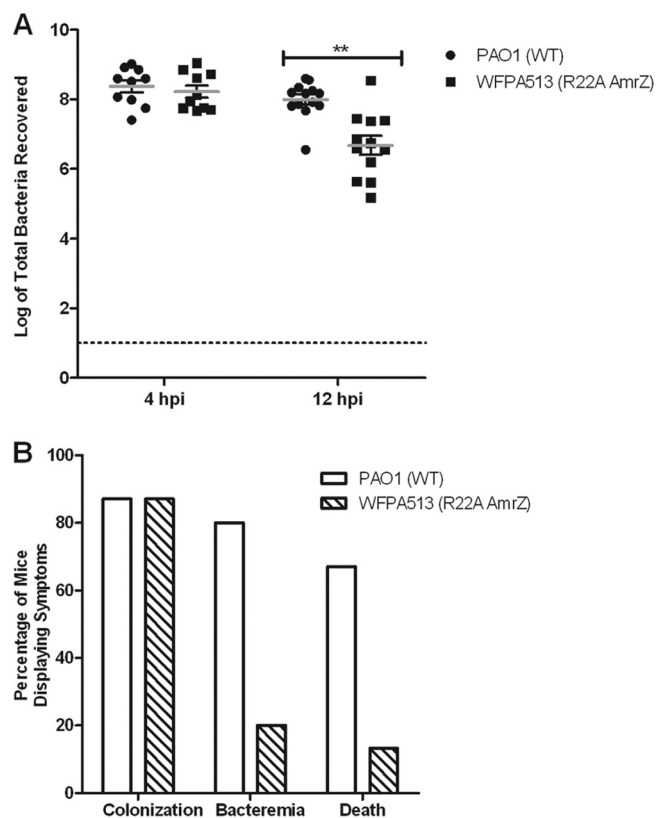 A
10
**
PAO1 (WT)
WFPA513 (R22A AmrZ)
8
6
4
2
0
Log of Total Bacteria Recovered
4 hpi
12 hpi
B
100
80
60
40
20
0
Percentage of Mice
Displaying Symptoms
PAO1 (WT)
WFPA513 (R22A AmrZ)
Colonization
Bacteremia
Death